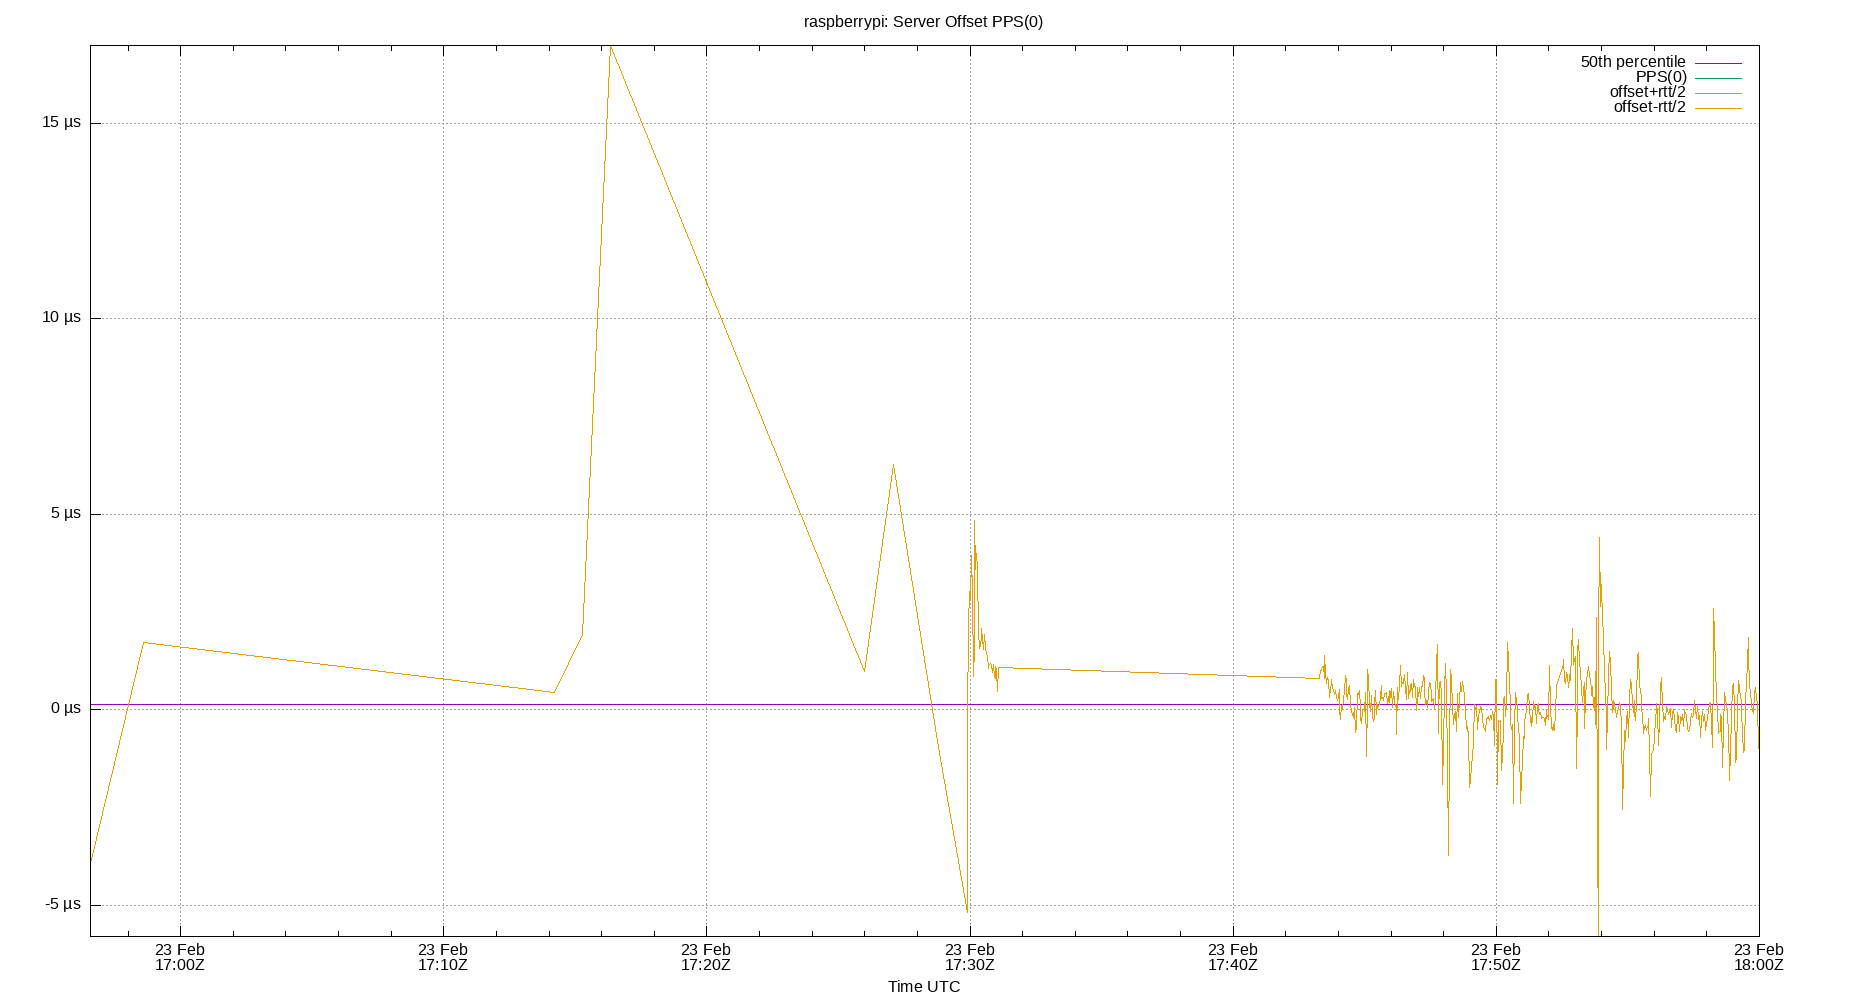 raspberrypi: Server Offset PPS(0)
50th percentile
PPS(0)
offset+rtt/2
offset-rtt/2
15 µs
10 µs
5 µs
0 µs
-5 µs
23 Feb 23 Feb 23 Feb 23 Feb 23 Feb 23 Feb 23 Feb
17:00Z 17:10Z 17:20Z 17:30Z 17:40Z 17:50Z 18:00Z
Time UTC